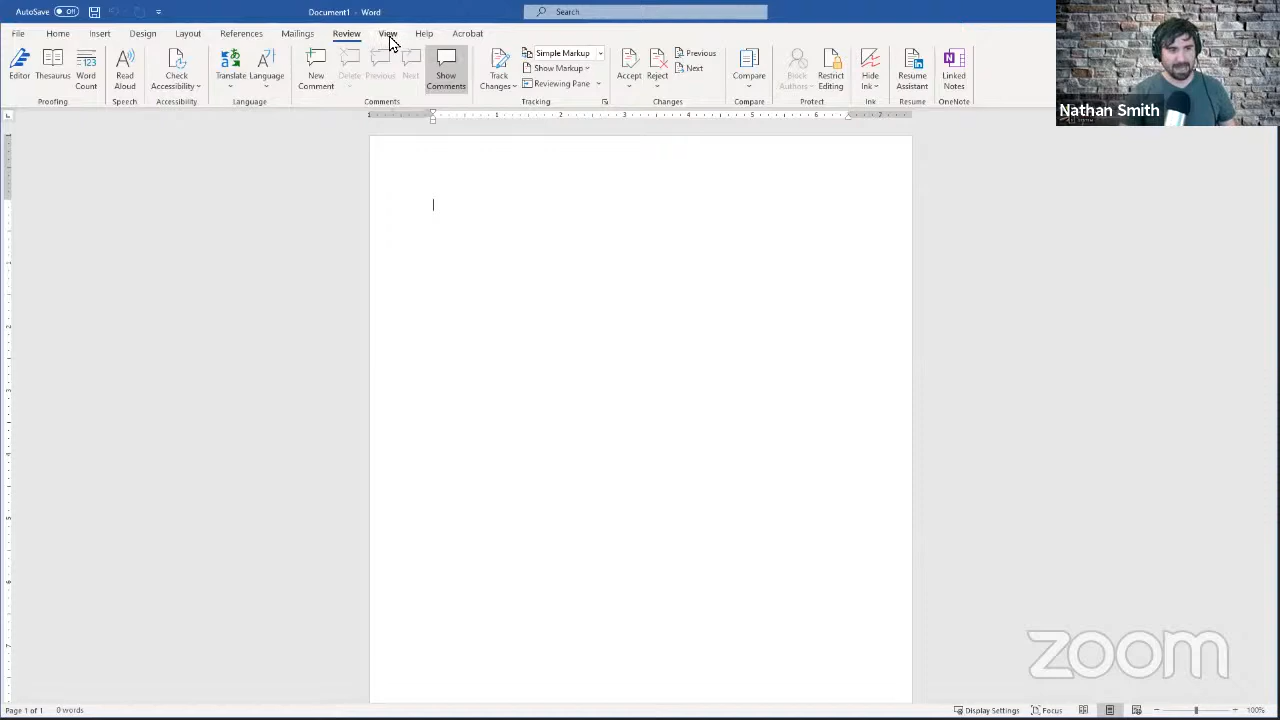 AutoSave Off Document1 - Word Search
File Home Insert Design Layout References Mailings Review View Help Acrobat
Editor Thesaurus Word Count
Proofing
Read Aloud
Speech
Check Accessibility
Accessibility
Translate Language
Language
New Comment Delete Previous Next Show Comments
Comments
Track Changes
Simple Markup
Show Markup
Reviewing Pane
Tracking
Accept Reject
Previous
Next
Changes
Compare
Compare
Block Authors Restrict Editing
Protect
Hide Ink
Ink
Resume Assistant
Resume
Linked Notes
OneNote
Nathan Smith
zoom
Page 1 of 1 0 words Display Settings Focus 100%